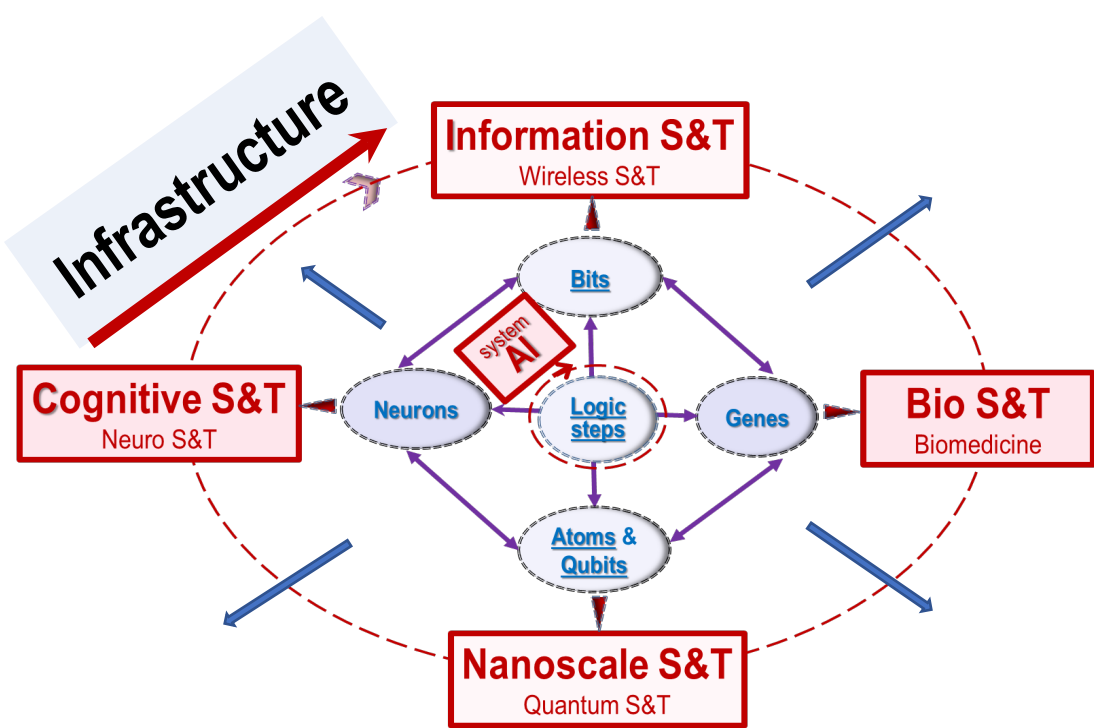 Infrastructure
Information S&T
Wireless S&T
Bits
system
AI
Cognitive S&T
Neuro S&T
Neurons
Logic
steps
Genes
Bio S&T
Biomedicine
Atoms &
Qubits
Nanoscale S&T
Quantum S&T